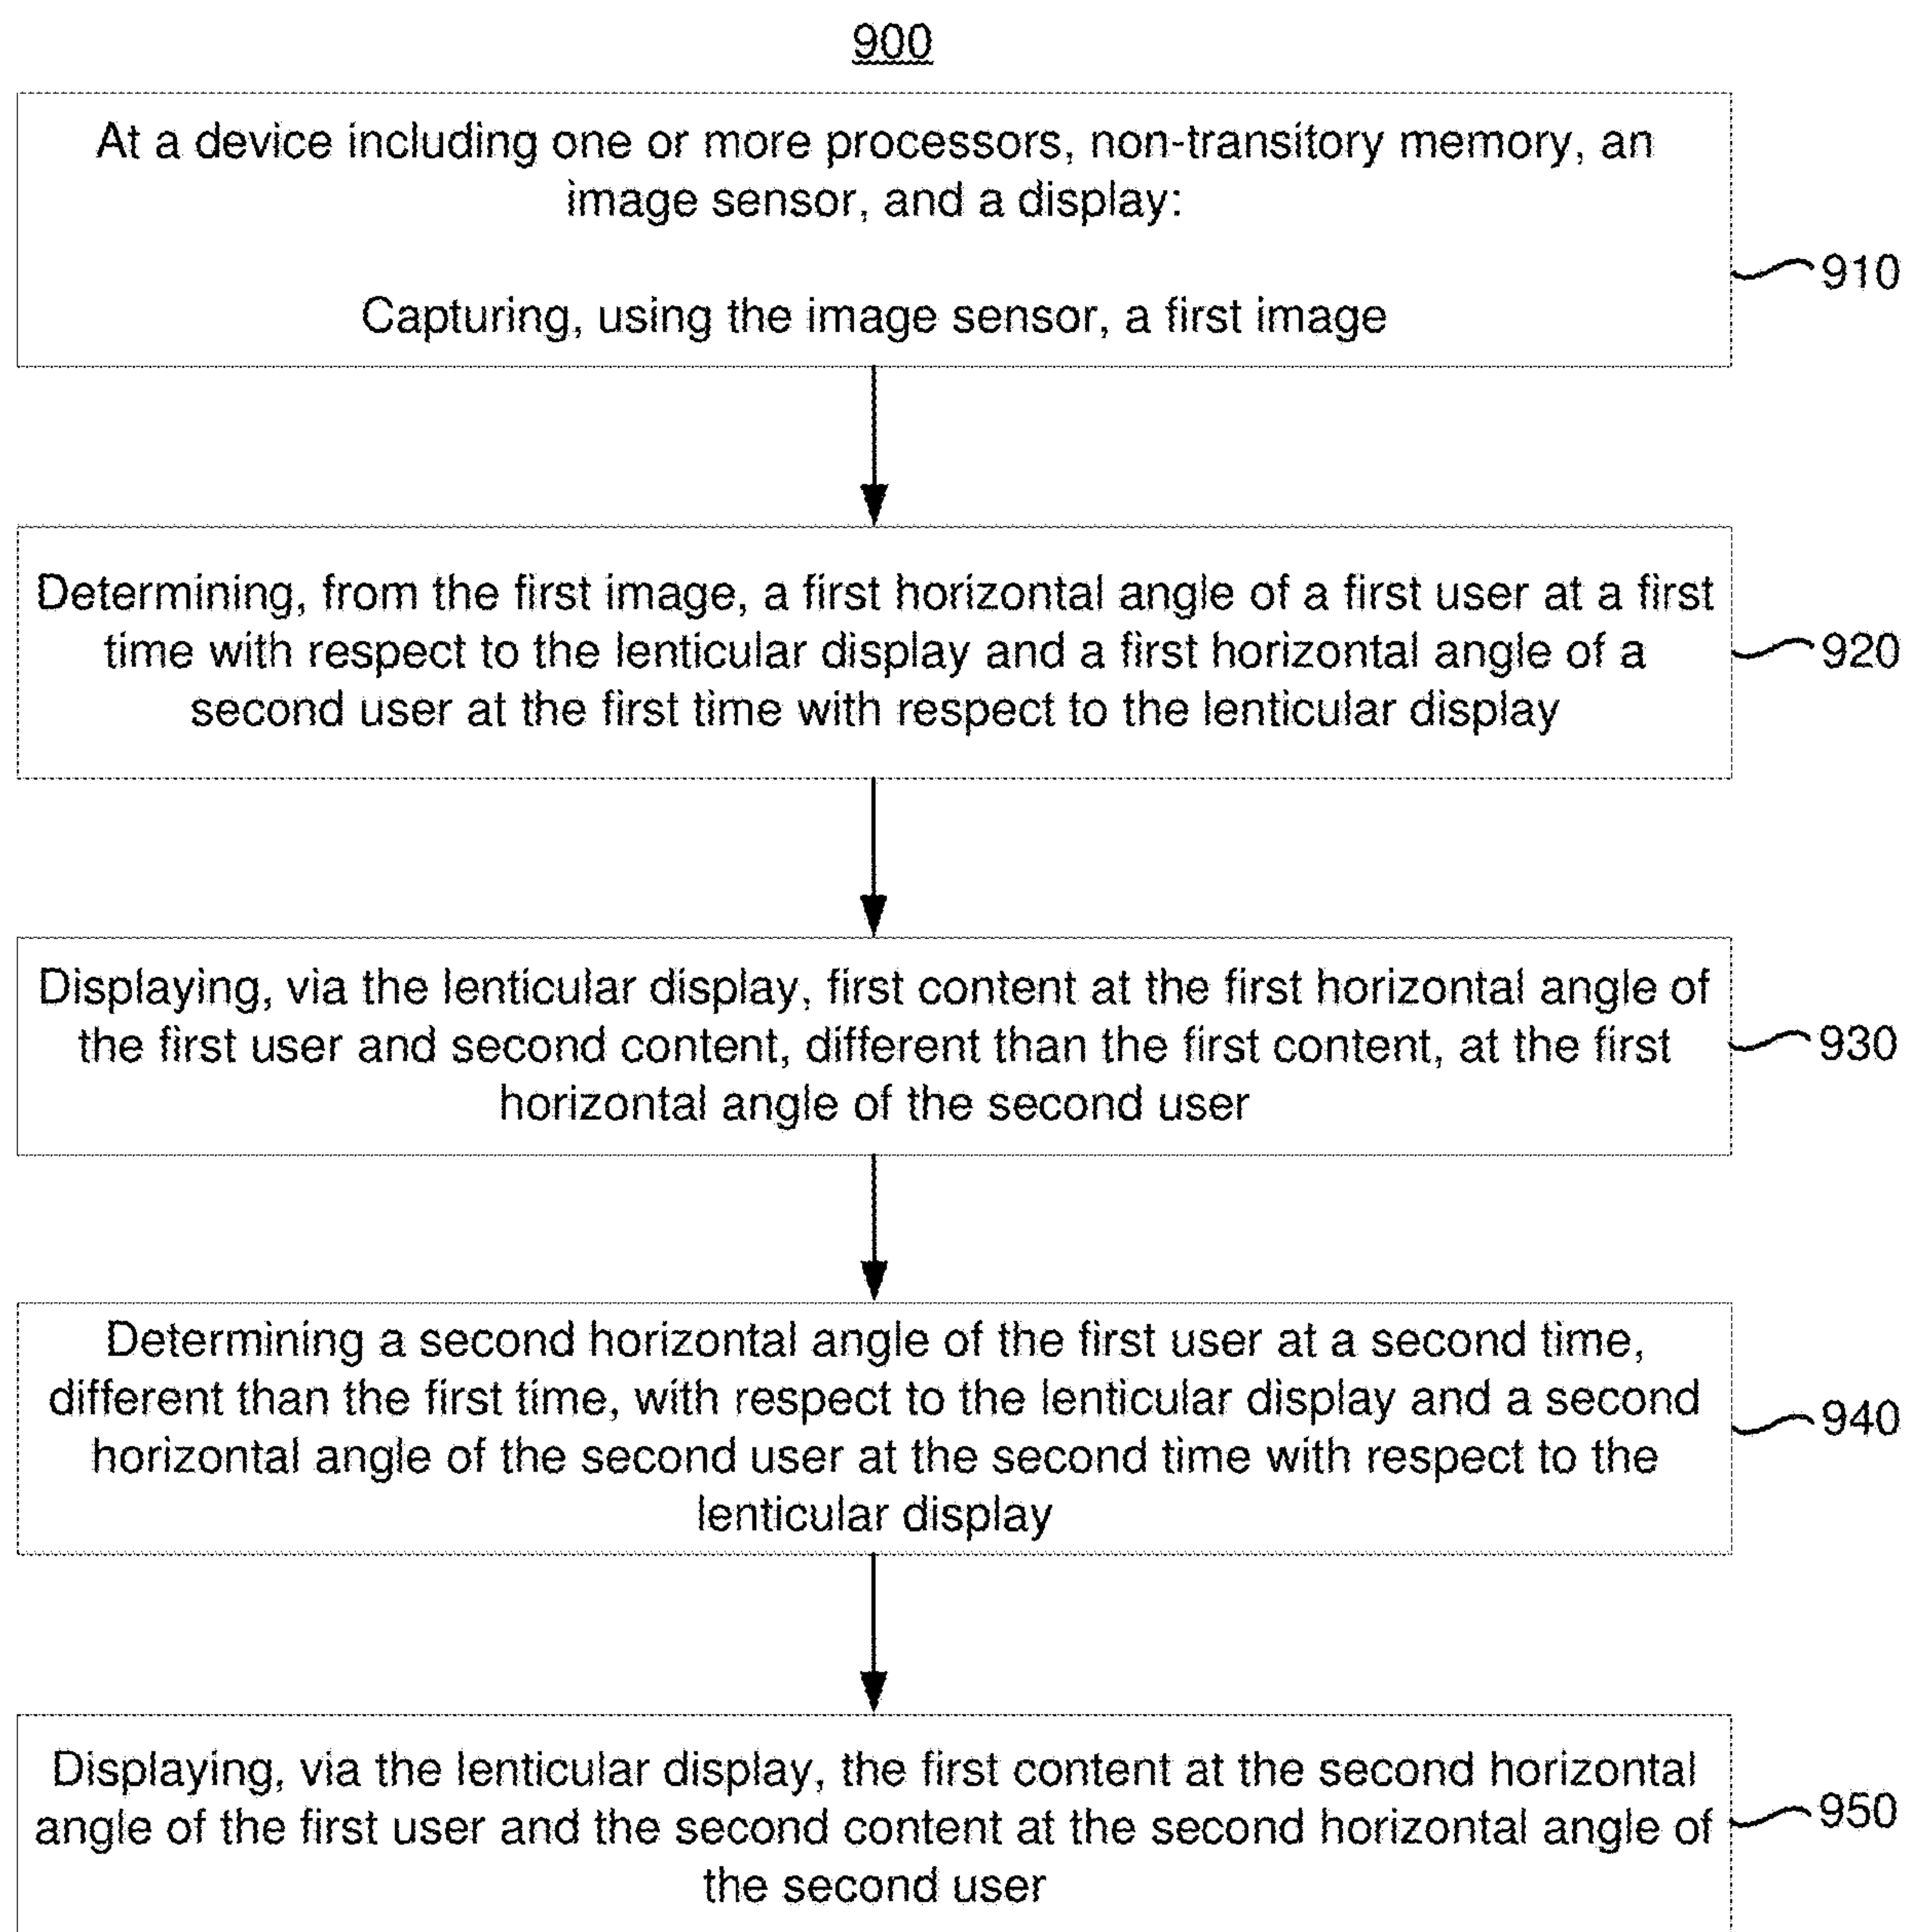 900
At a device including one or more processors, non-transitory memory, an
image sensor, and a display:
Capturing, using the image sensor, a first image
910
Determining, from the first image, a first horizontal angle of a first user at a first
time with respect to the lenticular display and a first horizontal angle of a
second user at the first time with respect to the lenticular display
920
Displaying, via the lenticular display, first content at the first horizontal angle of
the first user and second content, different than the first content, at the first
horizontal angle of the second user
930
Determining a second horizontal angle of the first user at a second time,
different than the first time, with respect to the lenticular display and a second
horizontal angle of the second user at the second time with respect to the
lenticular display
940
Displaying, via the lenticular display, the first content at the second horizontal
angle of the first user and the second content at the second horizontal angle of
the second user
950